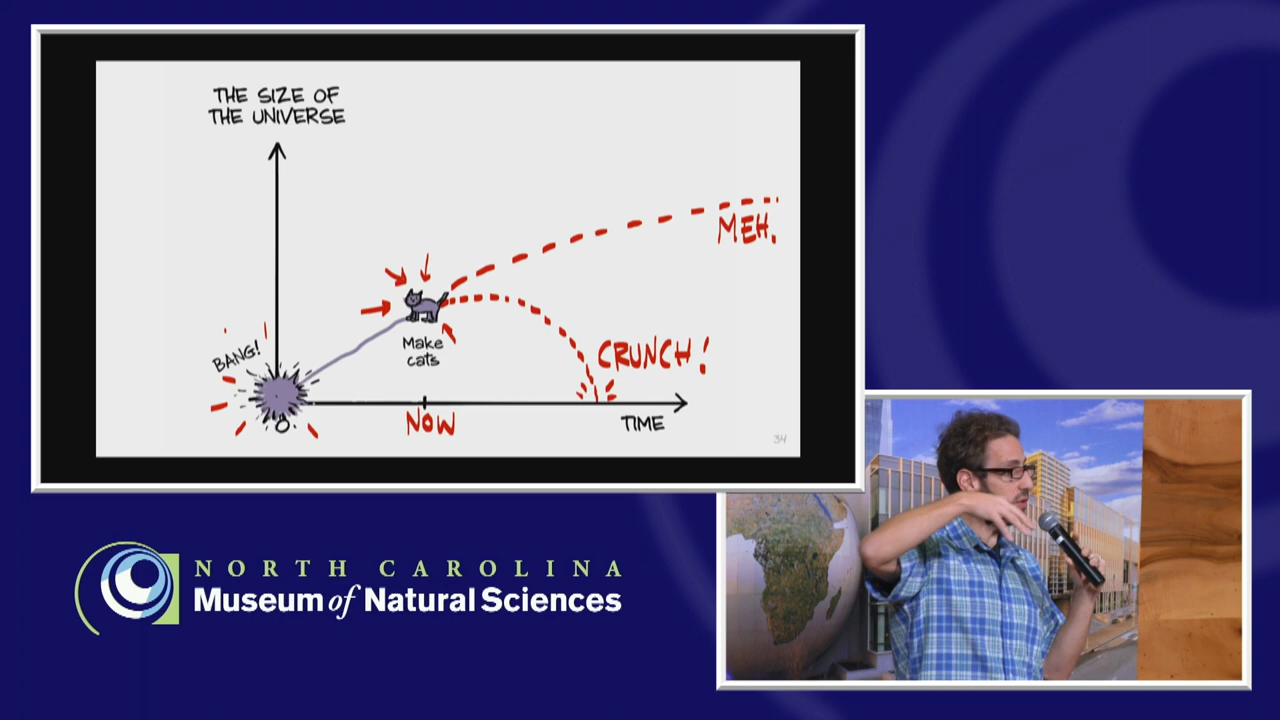 THE SIZE OF
THE UNIVERSE
BANG!
Make
cats
MEH.
CRUNCH!
0
NOW
TIME
34
NORTH CAROLINA
Museum of Natural Sciences